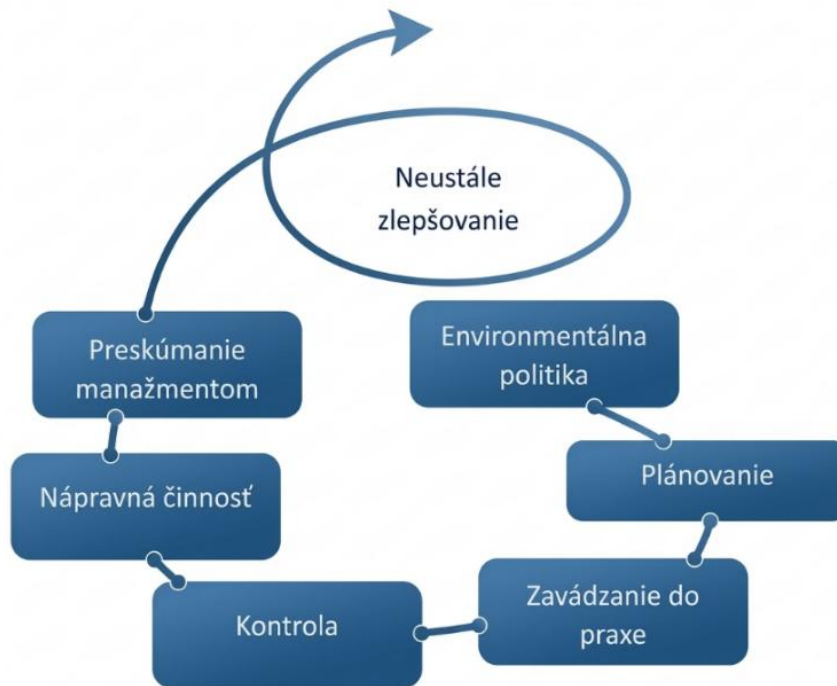 Neustále
zlepšovanie
Preskúmanie
manažmentom
Environmentálna
politika
Nápravná činnosť
Plánovanie
Kontrola
Zavádzanie do
praxe